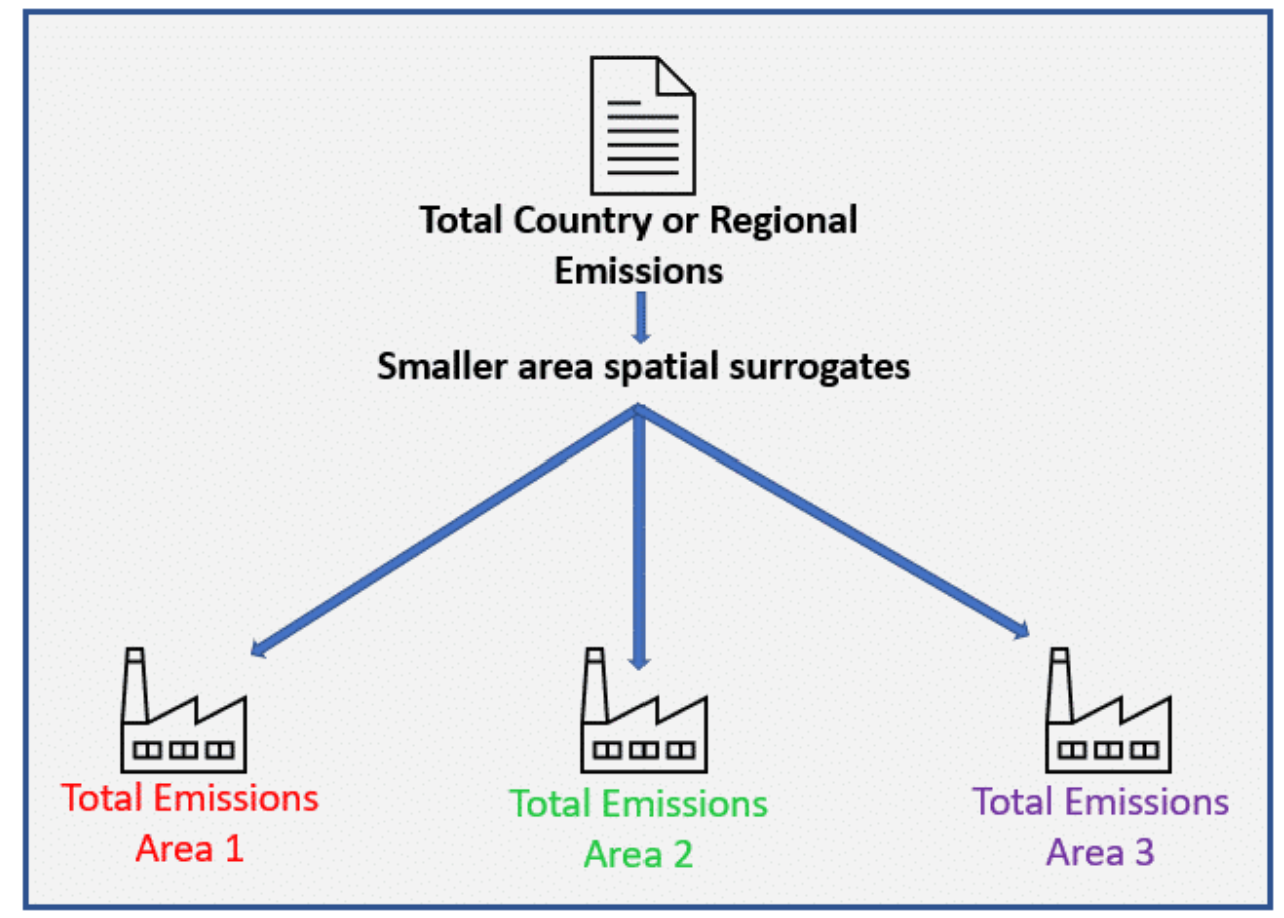 Total Country or Regional
Emissions
Smaller area spatial surrogates
Total Emissions
Area 1
Total Emissions
Area 2
Total Emissions
Area 3